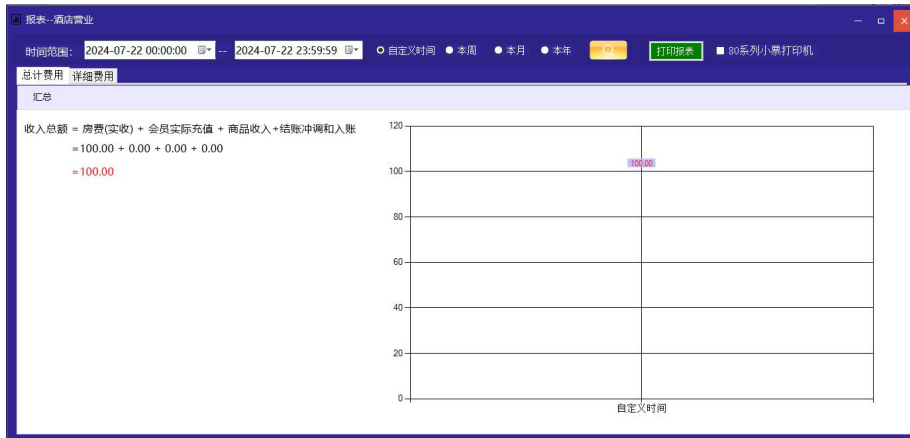 报表--酒店营业
时间范围： 2024-07-22 00:00:00 -- 2024-07-22 23:59:59 自定义时间 本周 本月 本年 打印报表 80系列小票打印机
总计费用 详细费用
汇总
收入总额 = 房费(实收) + 会员实际充值 + 商品收入+结账冲调和入账
=100.00 + 0.00 + 0.00 + 0.00
=100.00
120
100.00
100
80
60
40
20
0
自定义时间